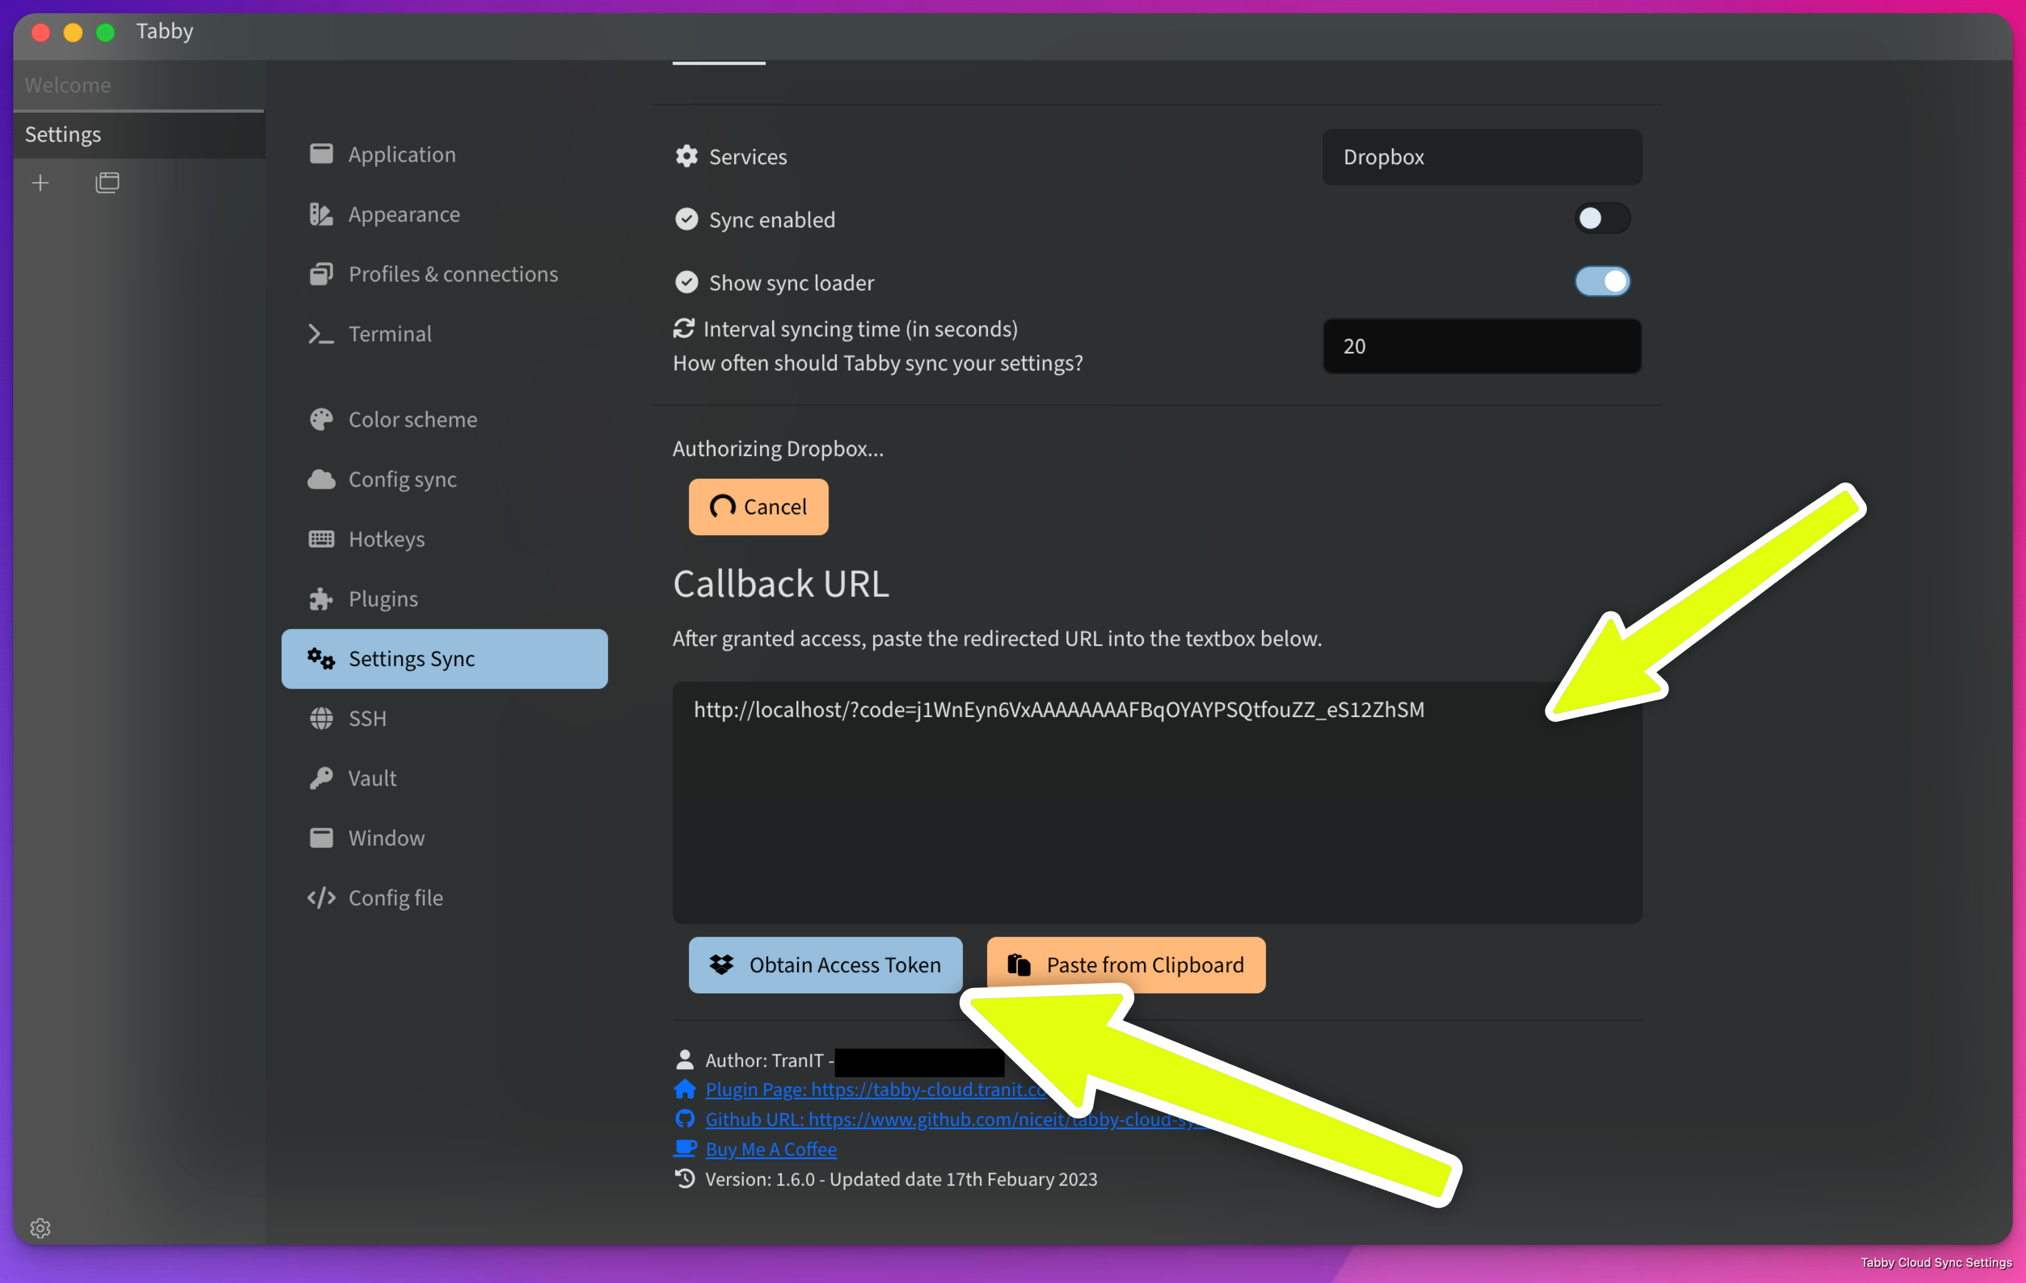 Tabby
Welcome
Settings
Application
Appearance
Profiles & connections
Terminal
Color scheme
Config sync
Hotkeys
Plugins
Settings Sync
SSH
Vault
Window
Config file
Services
Dropbox
Sync enabled
Show sync loader
Interval syncing time (in seconds)
How often should Tabby sync your settings?
20
Authorizing Dropbox...
Cancel
Callback URL
After granted access, paste the redirected URL into the textbox below.
http://localhost/?code=j1WnEyn6VxAAAAAAAAFBqOYAYPSQtfouZZ_eS12ZhSM
Obtain Access Token
Paste from Clipboard
Author: TranIT -
Plugin Page: https://tabby-cloud.tranit.co
Github URL: https://www.github.com/niceit/tabby-cloud-sy
Buy Me A Coffee
Version: 1.6.0 - Updated date 17th Febuary 2023
Tabby Cloud Sync Settings